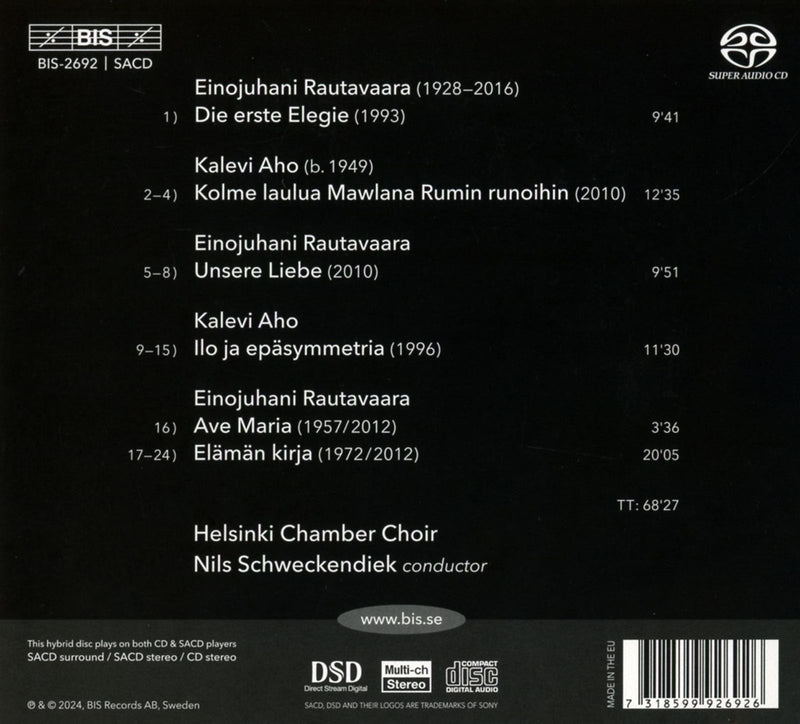 BIS
BIS-2692 | SACD
SUPER AUDIO CD
Einojuhani Rautavaara (1928–2016)
1) Die erste Elegie (1993) 9'41
Kalevi Aho (b. 1949)
2–4) Kolme laulua Mawlana Rumin runoihin (2010) 12'35
Einojuhani Rautavaara
5–8) Unsere Liebe (2010) 9'51
Kalevi Aho
9–15) Ilo ja epäsymmetria (1996) 11'30
Einojuhani Rautavaara
16) Ave Maria (1957/2012) 3'36
17–24) Elämän kirja (1972/2012) 20'05
TT: 68'27
Helsinki Chamber Choir
Nils Schweckendiek conductor
www.bis.se
This hybrid disc plays on both CD & SACD players
SACD surround / SACD stereo / CD stereo
℗ & © 2024, BIS Records AB, Sweden
DSD
Direct Stream Digital
Multi-ch
Stereo
COMPACT
disc
DIGITAL AUDIO
SACD, DSD AND THEIR LOGOS ARE TRADEMARKS OF SONY
MADE IN THE EU
7 318599 926926